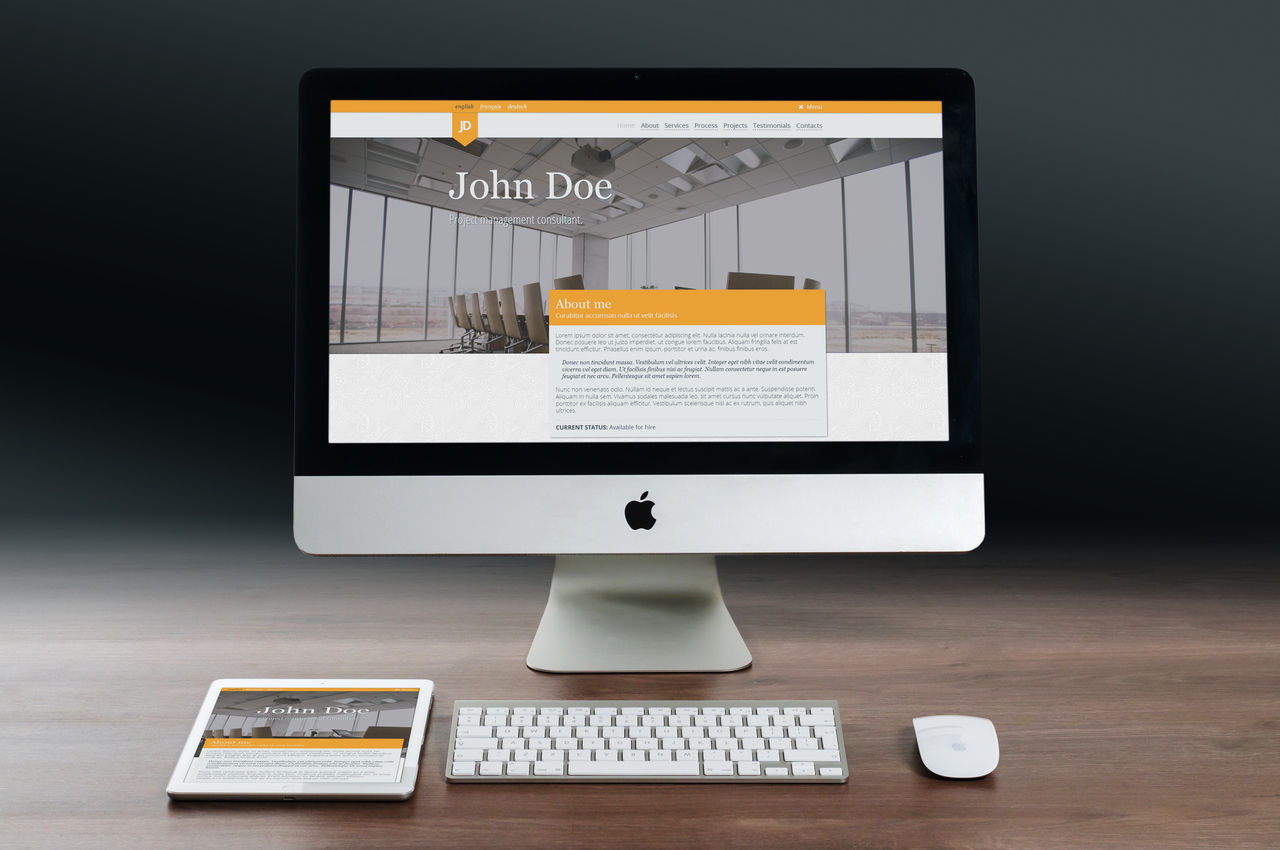 english français deutsch
✖ Menu
JD
Home About Services Process Projects Testimonials Contacts
John Doe
Project management consultant.
About me
Curabitur accumsan nulla ut velit facilisis.
Lorem ipsum dolor sit amet, consectetur adipiscing elit. Nulla lacinia nulla vel ornare interdum.
Donec posuere leo ut justo imperdiet, ut congue lorem faucibus. Aliquam fringilla felis at est
tincidunt efficitur. Phasellus enim ipsum, porttitor et urna ac, finibus finibus eros.
Donec non tincidunt massa. Vestibulum vel ultrices velit. Integer eget nibh vitae velit condimentum
viverra vel eget diam. Ut facilisis finibus nisi ac feugiat. Nullam consectetur neque in est posuere
feugiat et nec arcu. Pellentesque sit amet sapien lorem.
Nunc non venenatis odio. Nullam id neque et lectus suscipit mattis ac a ante. Suspendisse potenti.
Aliquam in nulla sem. Vivamus sodales malesuada leo, sit amet cursus nunc vulputate aliquet. Proin
porttitor ex facilisis aliquam efficitur. Vestibulum scelerisque nisl ac ex rutrum, quis aliquet nibh
ultrices.
CURRENT STATUS: Available for hire
John Doe
About me